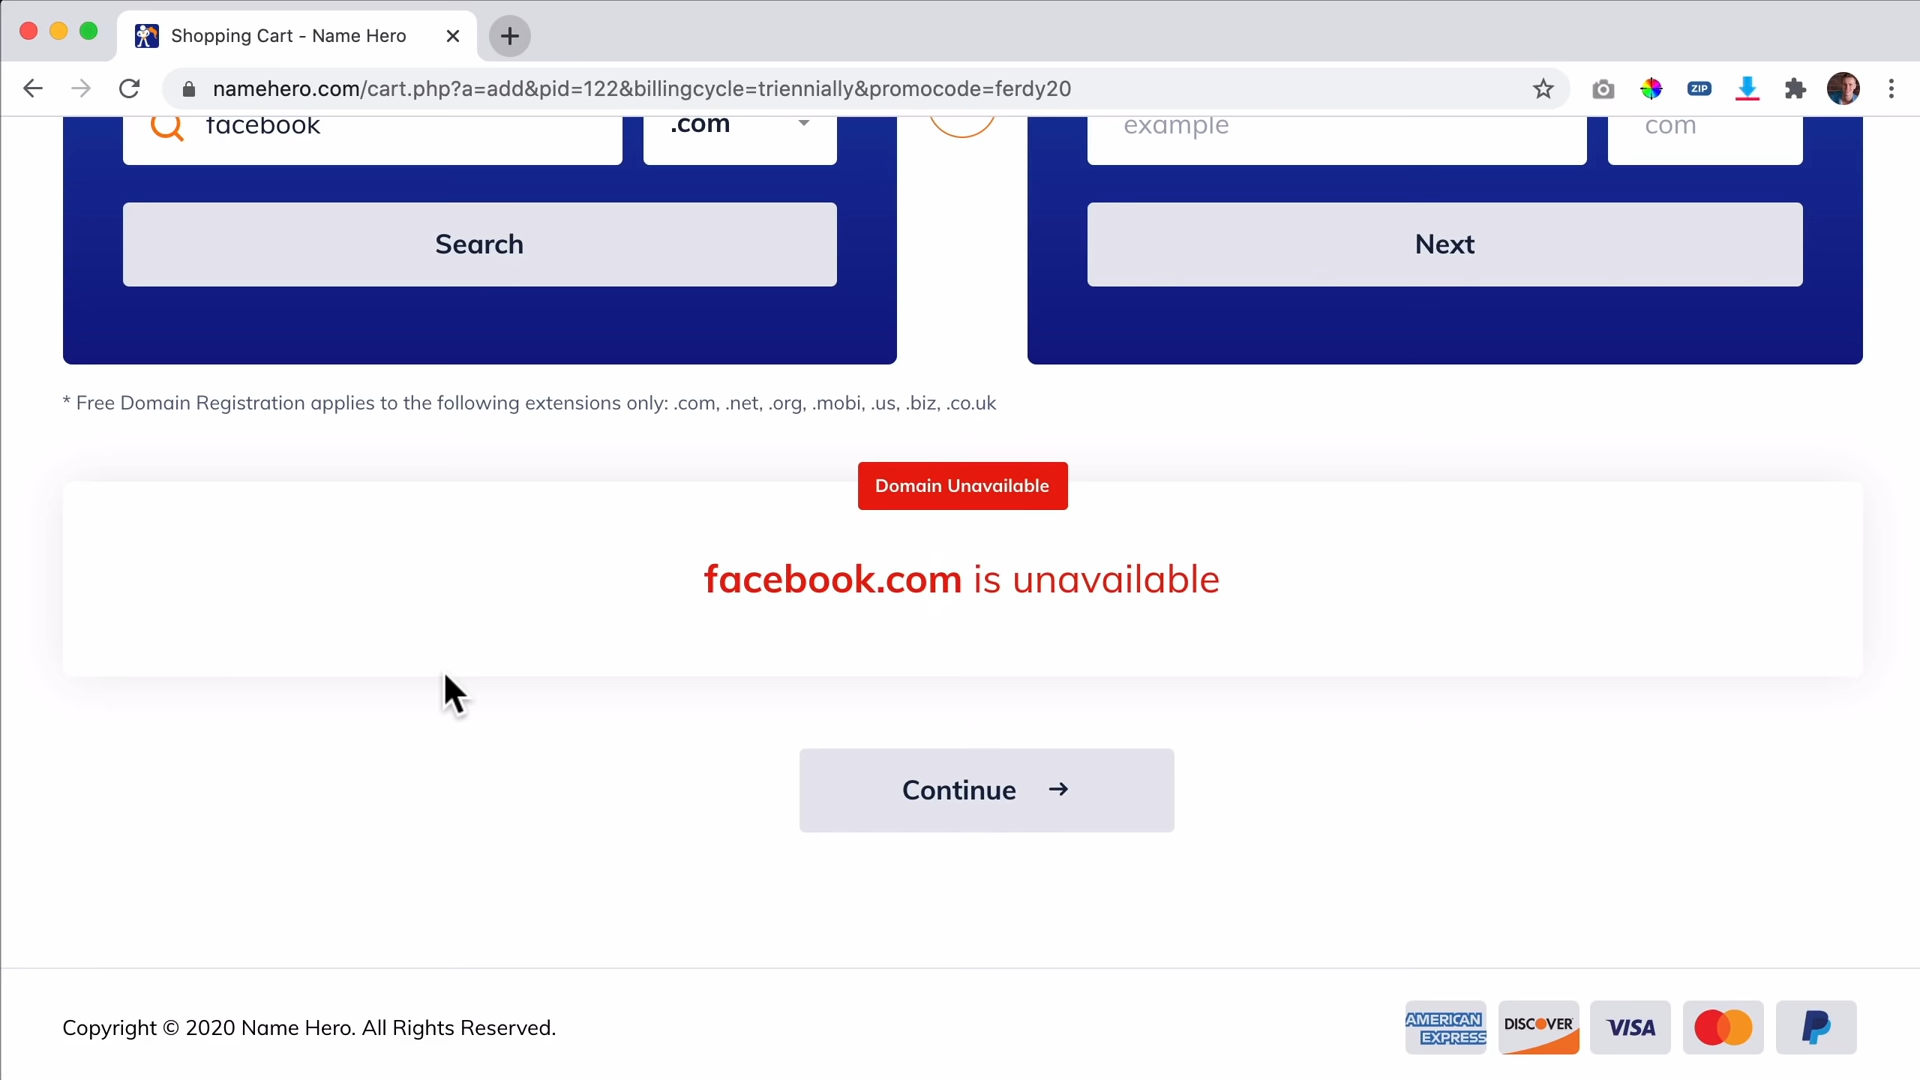 Shopping Cart - Name Hero
namehero.com/cart.php?a=add&pid=122&billingcycle=triennially&promocode=ferdy20
ZIP
facebook
.com
example
com
Search
Next
* Free Domain Registration applies to the following extensions only: .com, .net, .org, .mobi, .us, .biz, .co.uk
Domain Unavailable
facebook.com is unavailable
Continue →
Copyright © 2020 Name Hero. All Rights Reserved.
AMERICAN
EXPRESS
DISCOVER
VISA